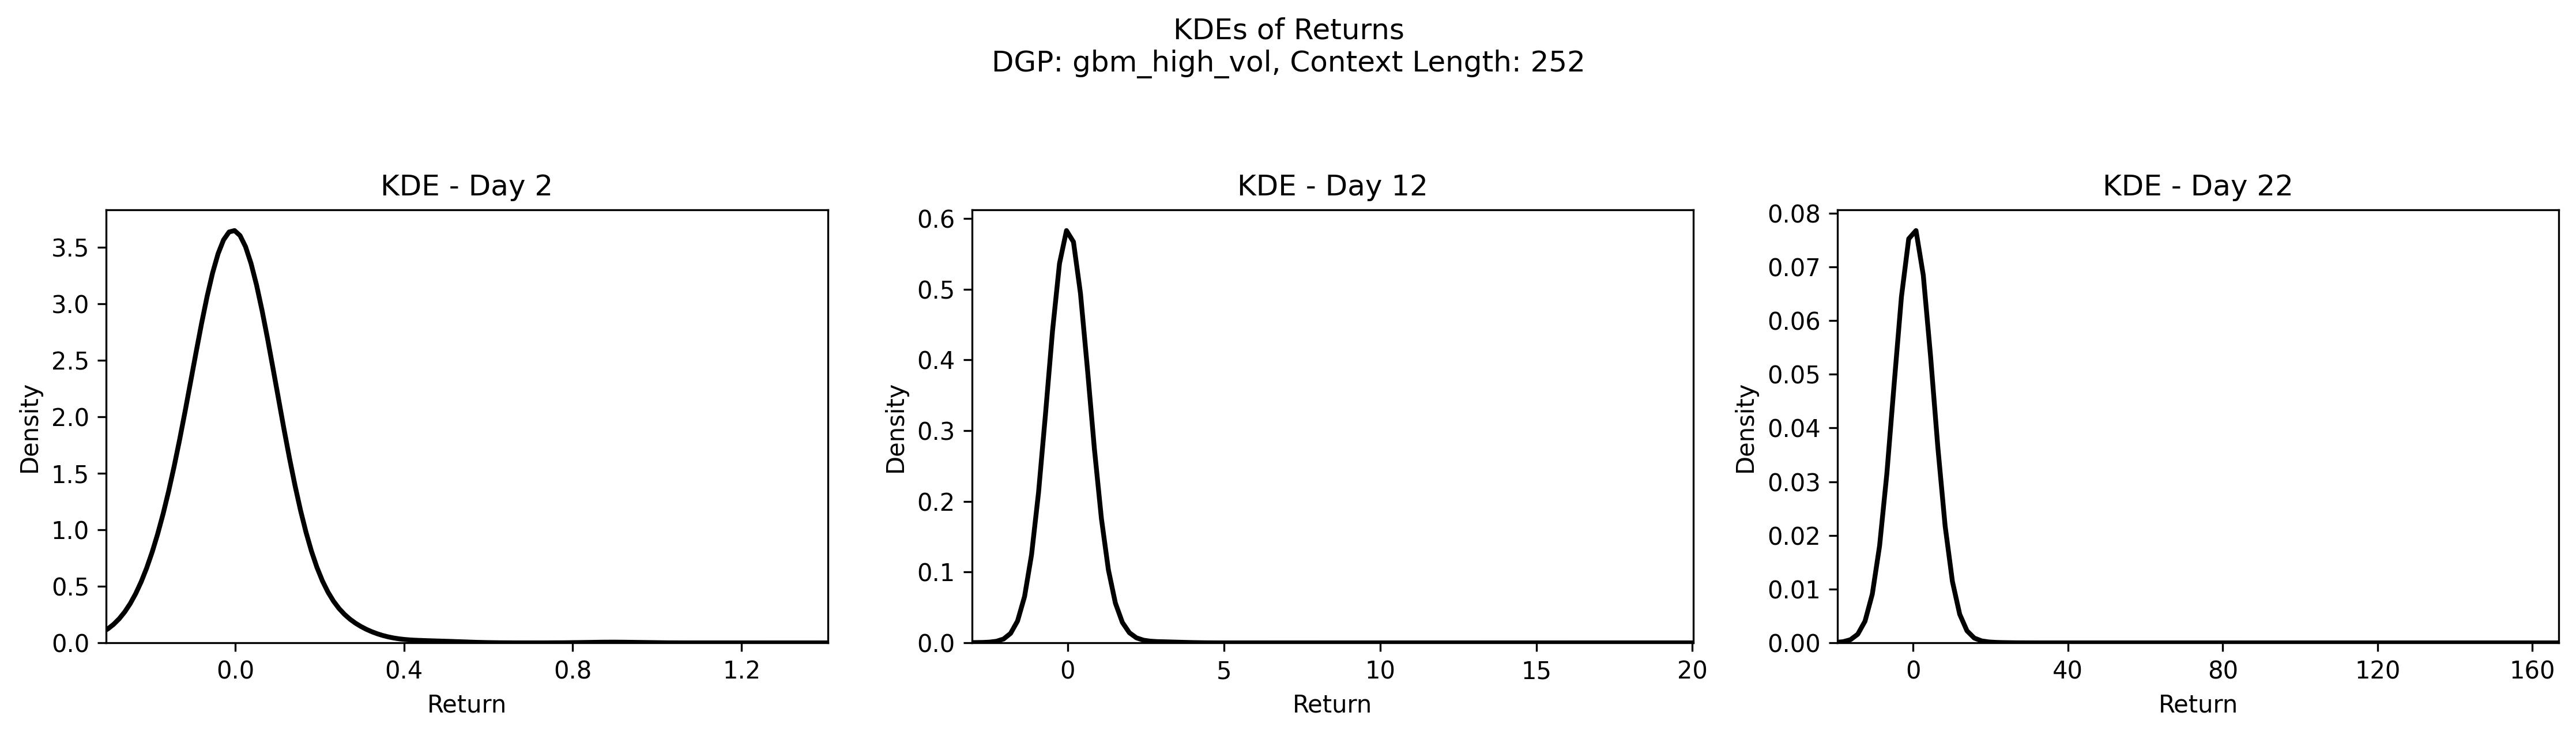 KDEs of Returns
DGP: gbm_high_vol, Context Length: 252
KDE - Day 2
Density
3.5
3.0
2.5
2.0
1.5
1.0
0.5
0.0
0.0 0.4 0.8 1.2
Return
KDE - Day 12
Density
0.6
0.5
0.4
0.3
0.2
0.1
0.0
0 5 10 15 20
Return
KDE - Day 22
Density
0.08
0.07
0.06
0.05
0.04
0.03
0.02
0.01
0.00
0 40 80 120 160
Return